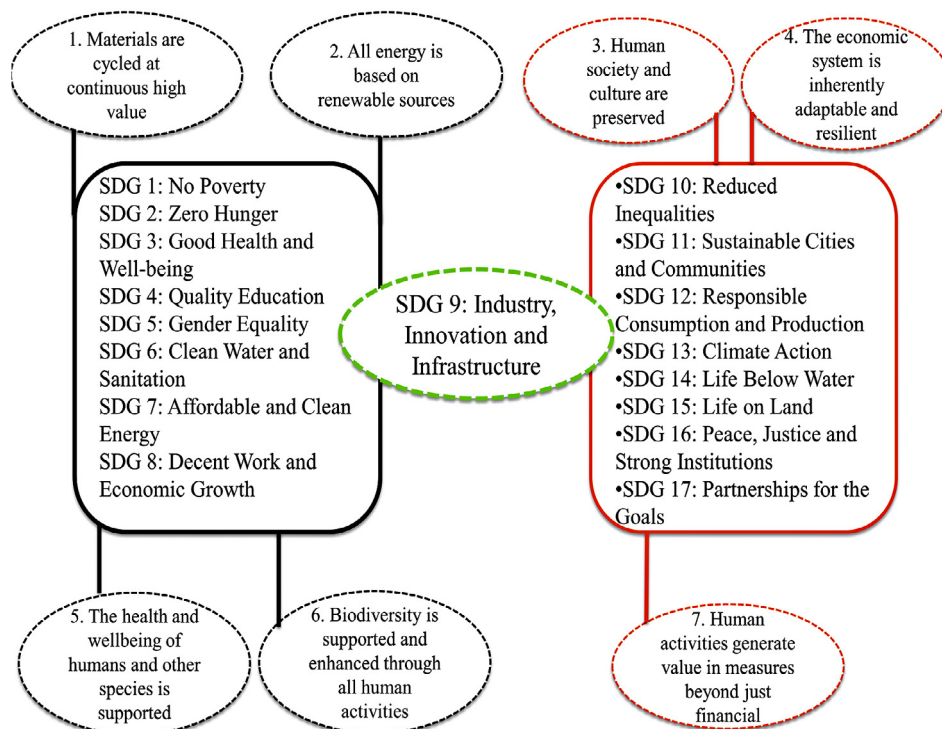 1. Materials are
cycled at
continuous high
value
2. All energy is
based on
renewable sources
3. Human
society and
culture are
preserved
4. The economic
system is
inherently
adaptable and
resilient
SDG 1: No Poverty
SDG 2: Zero Hunger
SDG 3: Good Health and
Well-being
SDG 4: Quality Education
SDG 5: Gender Equality
SDG 6: Clean Water and
Sanitation
SDG 7: Affordable and Clean
Energy
SDG 8: Decent Work and
Economic Growth
SDG 9: Industry,
Innovation and
Infrastructure
•SDG 10: Reduced
Inequalities
•SDG 11: Sustainable Cities
and Communities
•SDG 12: Responsible
Consumption and Production
•SDG 13: Climate Action
•SDG 14: Life Below Water
•SDG 15: Life on Land
•SDG 16: Peace, Justice and
Strong Institutions
•SDG 17: Partnerships for the
Goals
5. The health and
wellbeing of
humans and other
species is
supported
6. Biodiversity is
supported and
enhanced through
all human
activities
7. Human
activities generate
value in measures
beyond just
financial